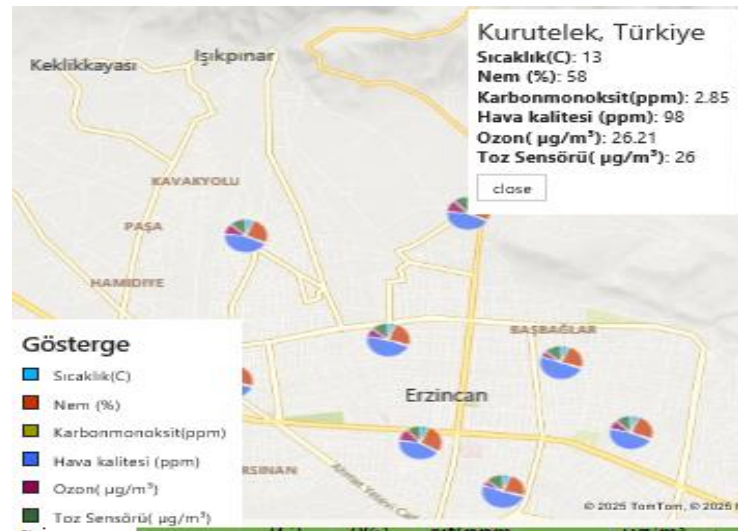 Kurutelek, Türkiye
Sıcaklık(C): 13
Nem (%): 58
Karbonmonoksit(ppm): 2.85
Hava kalitesi (ppm): 98
Ozon( µg/m³): 26.21
Toz Sensörü( µg/m³): 26
close
Işıkpınar
Keklikkayası
KAVAKYOLU
PAŞA
HAMIDIYE
BAŞBAĞLAR
Erzincan
Gösterge
Sıcaklık(C)
Nem (%)
Karbonmonoksit(ppm)
Hava kalitesi (ppm)
Ozon( µg/m³)
Toz Sensörü( µg/m³)
RSINAN
© 2025 TomTom, © 2025